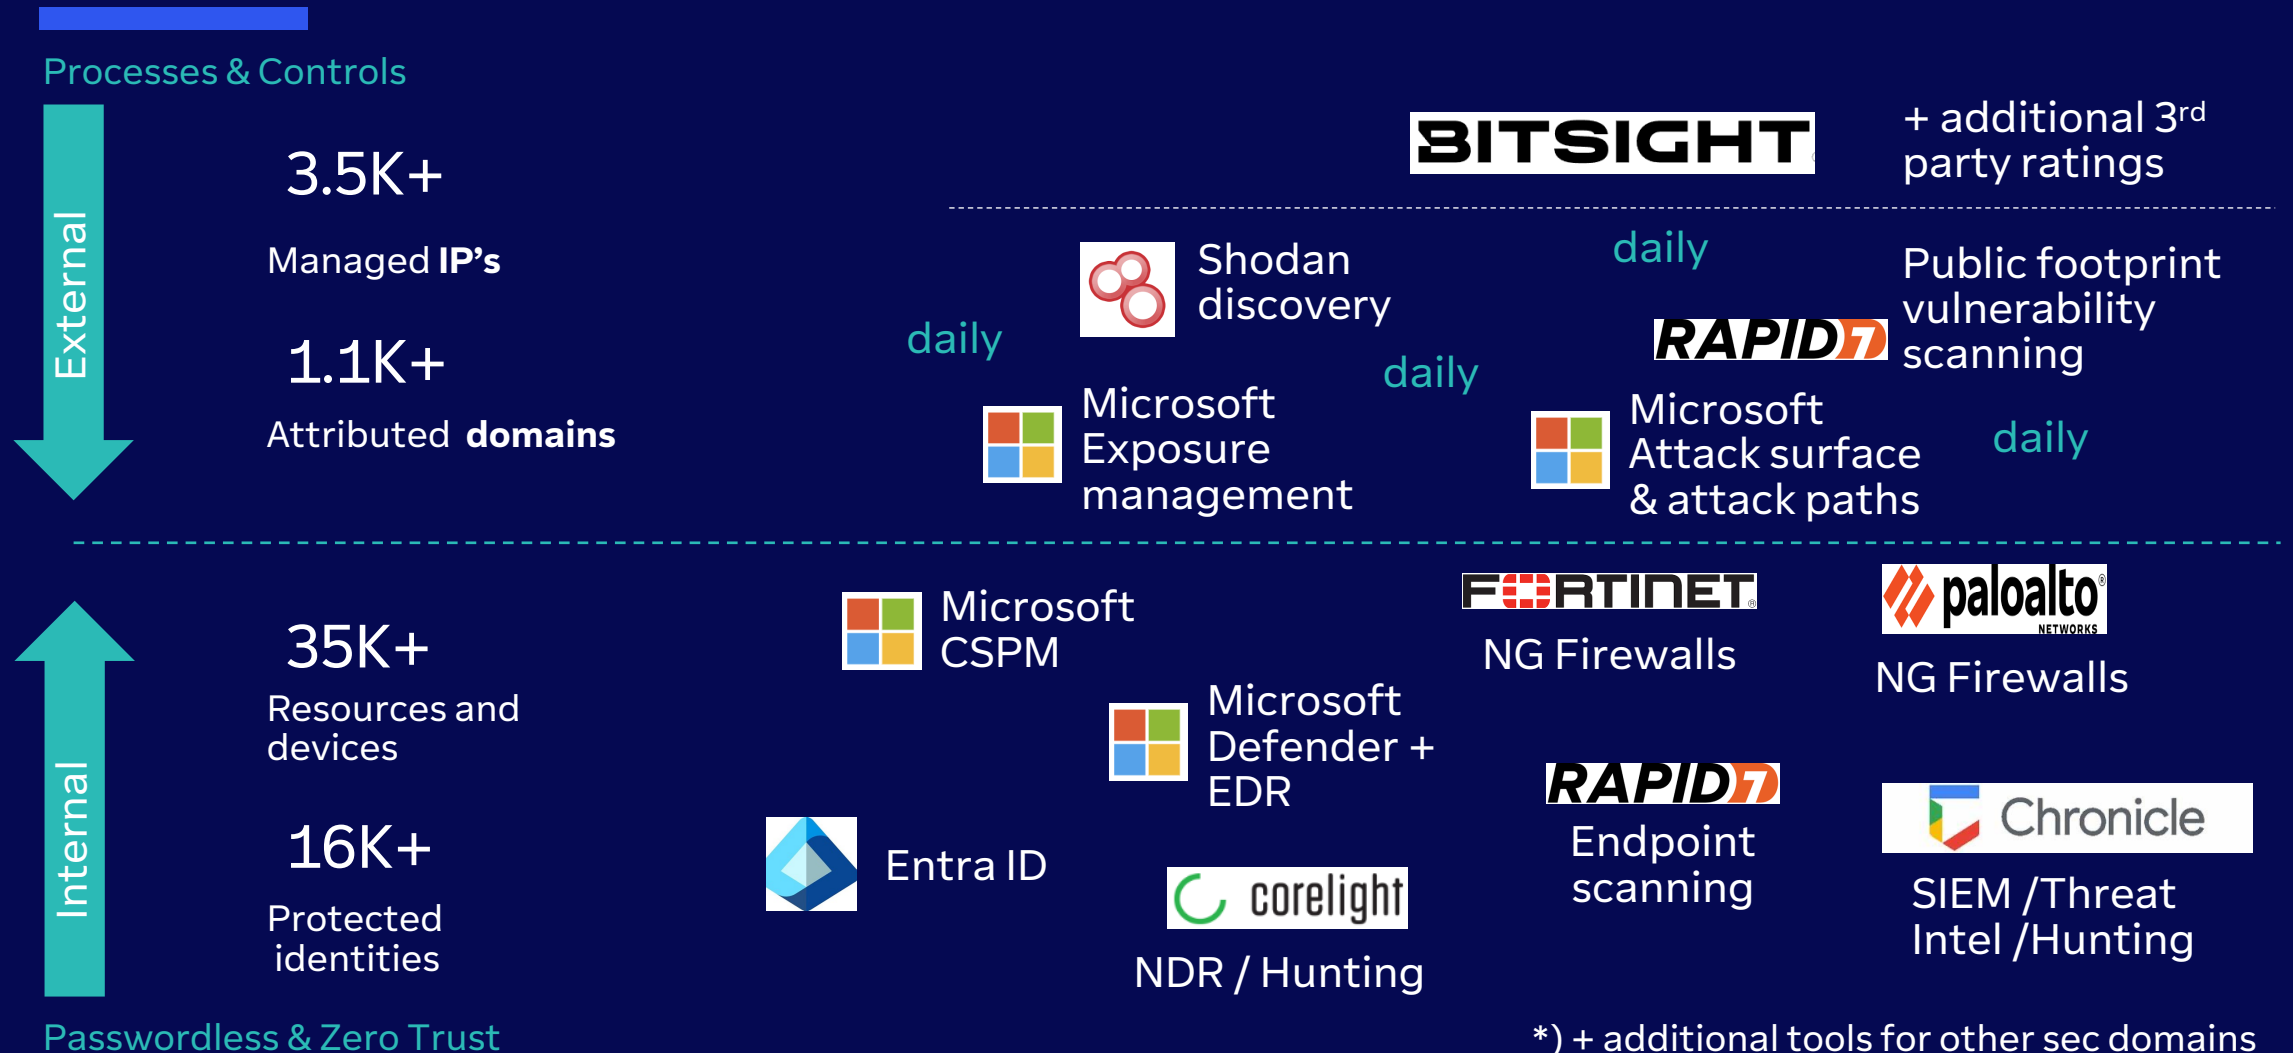 Processes & Controls
External
3.5K+
Managed IP's
1.1K+
Attributed domains
BITSIGHT
+ additional 3rd
party ratings
daily
Shodan
discovery
daily
RAPID7
Public footprint
vulnerability
scanning
daily
Microsoft
Exposure
management
Microsoft
Attack surface
& attack paths
daily
Internal
35K+
Resources and
devices
16K+
Protected
identities
Microsoft
CSPM
FORTINET®
NG Firewalls
paloalto®
NETWORKS
NG Firewalls
Microsoft
Defender +
EDR
Entra ID
corelight
NDR / Hunting
RAPID7
Endpoint
scanning
Chronicle
SIEM /Threat
Intel /Hunting
Passwordless & Zero Trust
*) + additional tools for other sec domains